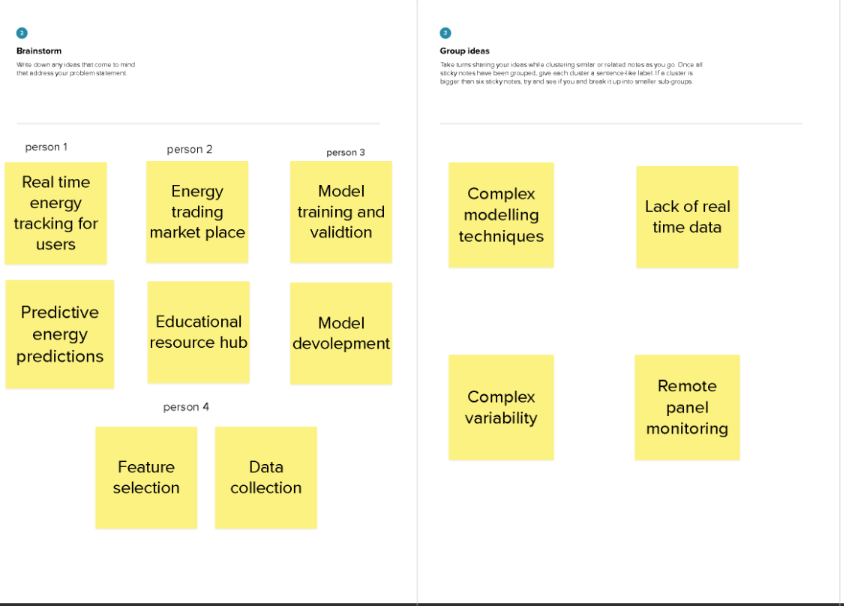 2
Brainstorm
Write down any ideas that come to mind
that address your problem statement.
person 1
Real time
energy
tracking for
users
Predictive
energy
predictions
person 2
Energy
trading
market place
Educational
resource hub
person 3
Model
training and
validtion
Model
devolepment
person 4
Feature
selection
Data
collection
3
Group ideas
Take turns sharing your ideas while clustering similar or related notes as you go. Once all
sticky notes have been grouped, give each cluster a sentence-like label. If a cluster is
bigger than six sticky notes, try and see if you and break it up into smaller sub-groups.
Complex
modelling
techniques
Lack of real
time data
Complex
variability
Remote
panel
monitoring